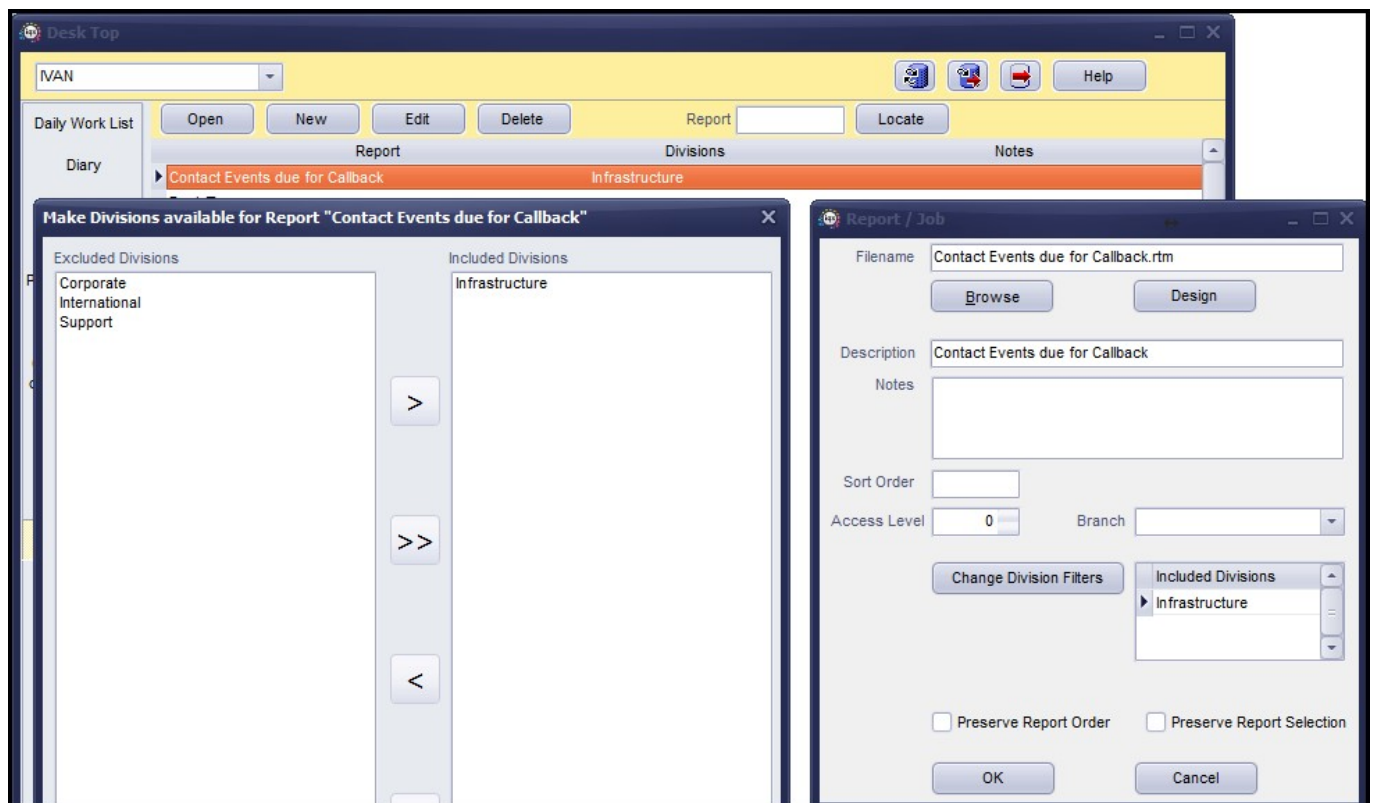 Desk Top
IVAN
Help
Daily Work List
Open New Edit Delete Report Locate
Diary
Report Divisions Notes
Contact Events due for Callback Infrastructure
Make Divisions available for Report "Contact Events due for Callback"
Excluded Divisions Included Divisions
Corporate Infrastructure
International
Support
>
>>
<
Report / Job
Filename Contact Events due for Callback.rtm
Browse Design
Description Contact Events due for Callback
Notes
Sort Order
Access Level 0 Branch
Change Division Filters Included Divisions
Infrastructure
Preserve Report Order Preserve Report Selection
OK Cancel